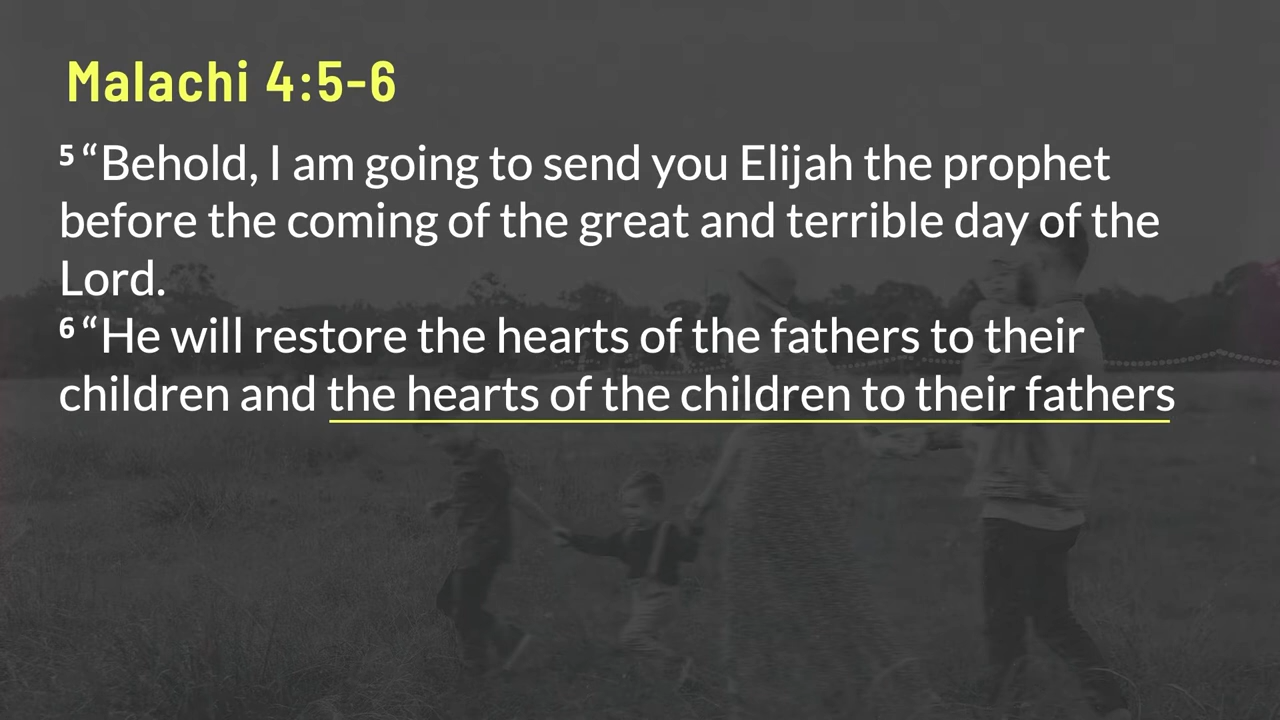 Malachi 4:5-6
⁵ “Behold, I am going to send you Elijah the prophet
before the coming of the great and terrible day of the
Lord.
⁶ “He will restore the hearts of the fathers to their
children and the hearts of the children to their fathers